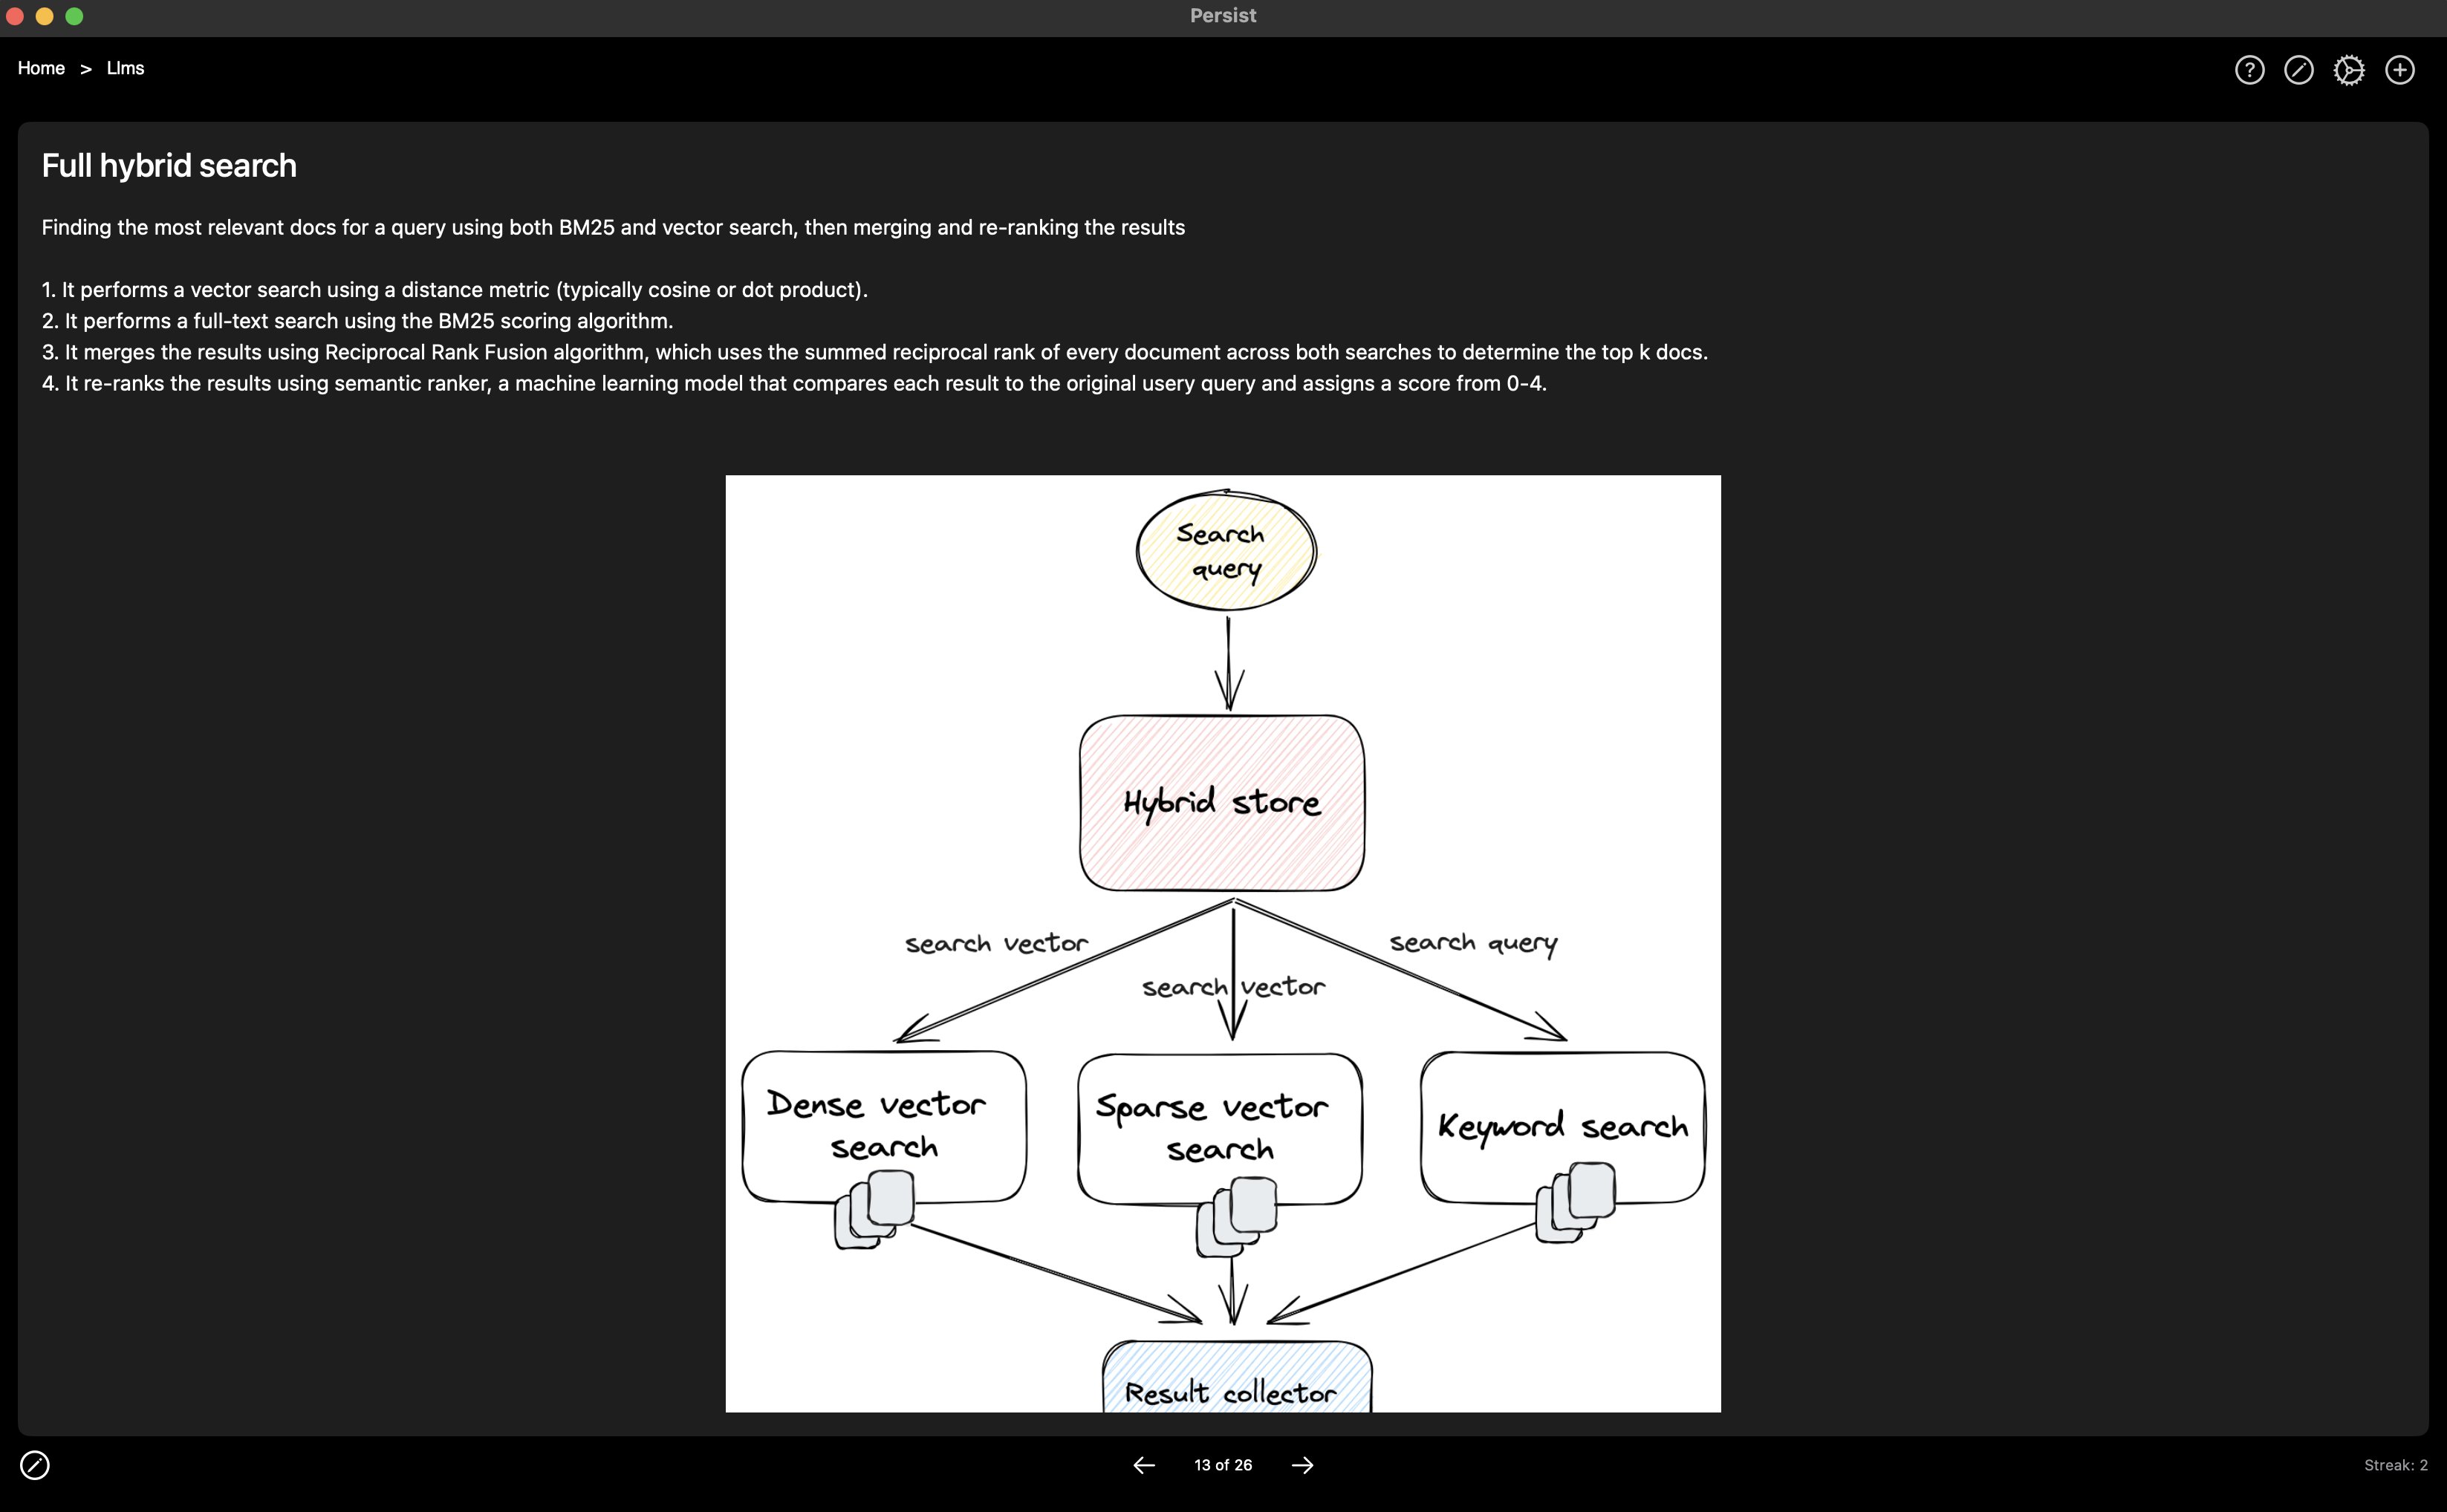 Persist
Home > Llms
Full hybrid search
Finding the most relevant docs for a query using both BM25 and vector search, then merging and re-ranking the results
1. It performs a vector search using a distance metric (typically cosine or dot product).
2. It performs a full-text search using the BM25 scoring algorithm.
3. It merges the results using Reciprocal Rank Fusion algorithm, which uses the summed reciprocal rank of every document across both searches to determine the top k docs.
4. It re-ranks the results using semantic ranker, a machine learning model that compares each result to the original usery query and assigns a score from 0-4.
Search
query
Hybrid store
search vector
search query
search vector
Dense vector
search
Sparse vector
search
Keyword search
Result collector
13 of 26
Streak: 2